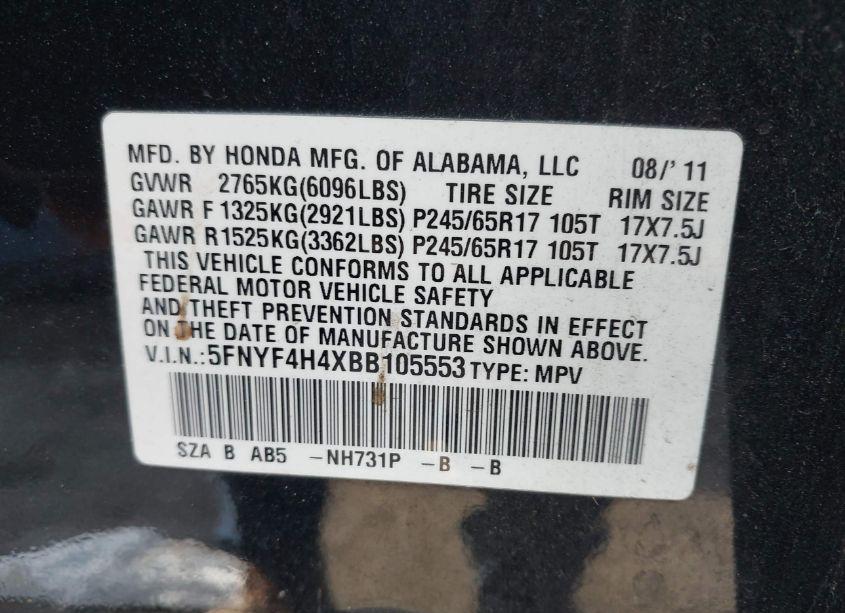 MFD. BY HONDA MFG. OF ALABAMA, LLC 08/'11
GVWR 2765KG(6096LBS) TIRE SIZE RIM SIZE
GAWR F 1325KG(2921LBS) P245/65R17 105T 17X7.5J
GAWR R1525KG(3362LBS) P245/65R17 105T 17X7.5J
THIS VEHICLE CONFORMS TO ALL APPLICABLE
FEDERAL MOTOR VEHICLE SAFETY
AND THEFT PREVENTION STANDARDS IN EFFECT
ON THE DATE OF MANUFACTURE SHOWN ABOVE.
V.I.N.:5FNYF4H4XBB105553 TYPE: MPV
SZA B AB5 -NH731P -B -B